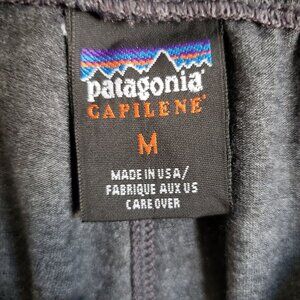 patagonia
CAPILENE®
M
MADE IN USA/
FABRIQUE AUX US
CARE OVER